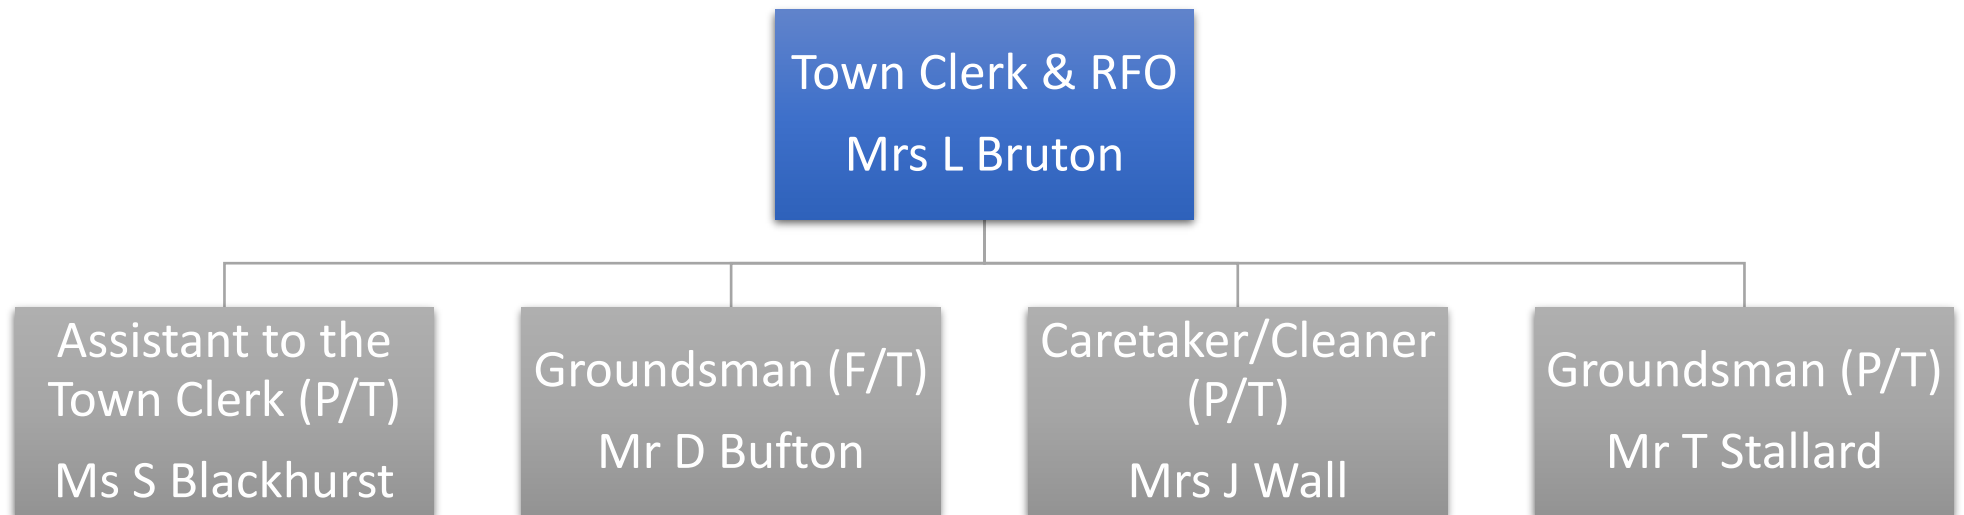 Town Clerk & RFO
Mrs L Bruton
Assistant to the
Town Clerk (P/T)
Ms S Blackhurst
Groundsman (F/T)
Mr D Bufton
Caretaker/Cleaner
(P/T)
Mrs J Wall
Groundsman (P/T)
Mr T Stallard